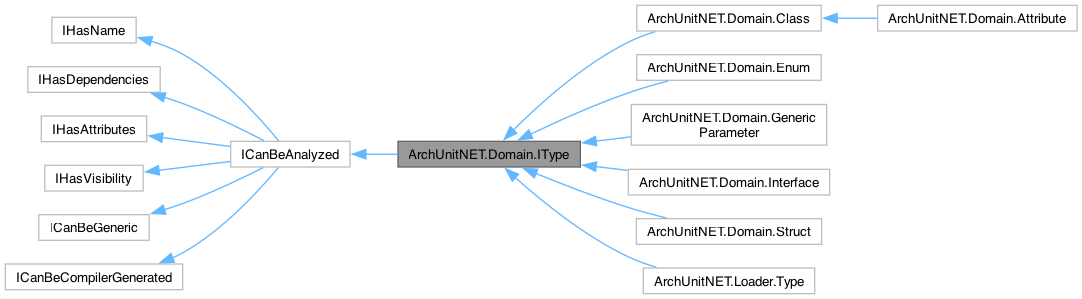 IHasName
IHasDependencies
IHasAttributes
IHasVisibility
ICanBeGeneric
ICanBeCompilerGenerated
ICanBeAnalyzed
ArchUnitNET.Domain.IType
ArchUnitNET.Domain.Class
ArchUnitNET.Domain.Attribute
ArchUnitNET.Domain.Enum
ArchUnitNET.Domain.Generic
Parameter
ArchUnitNET.Domain.Interface
ArchUnitNET.Domain.Struct
ArchUnitNET.Loader.Type